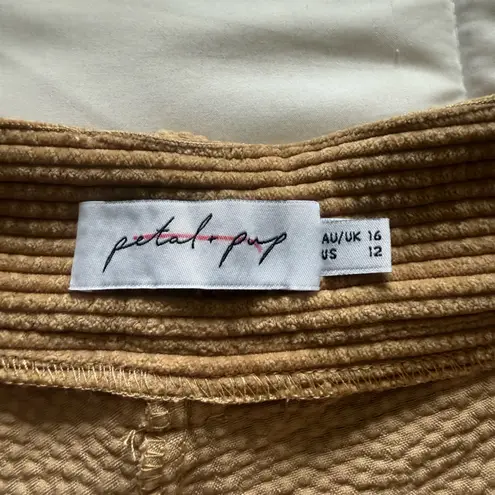 petal + pup
AU/UK 16
US 12